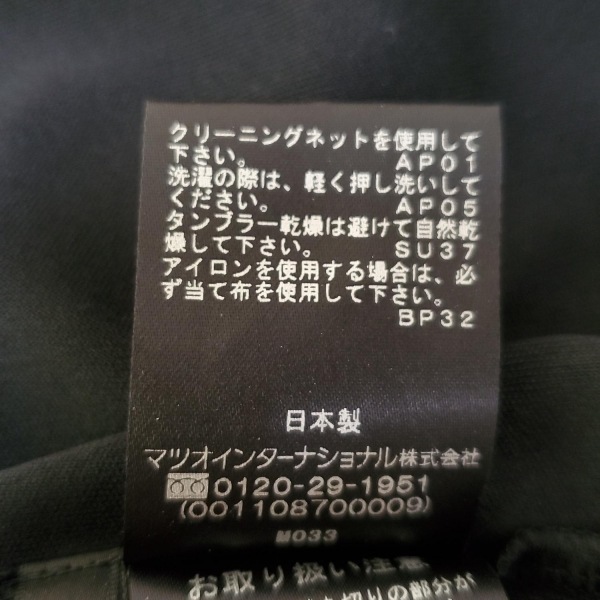 クリーニングネットを使用して
下さい。 AP01
洗濯の際は、軽く押し洗いして
ください。 AP05
タンブラー乾燥は避けて自然乾
燥して下さい。 SU37
アイロンを使用する場合は、必
ず当て布を使用して下さい。
BP32
日本製
マツオインターナショナル株式会社
0120-29-1951
(001108700009)
M033
お取り扱い注意
切りの部分が